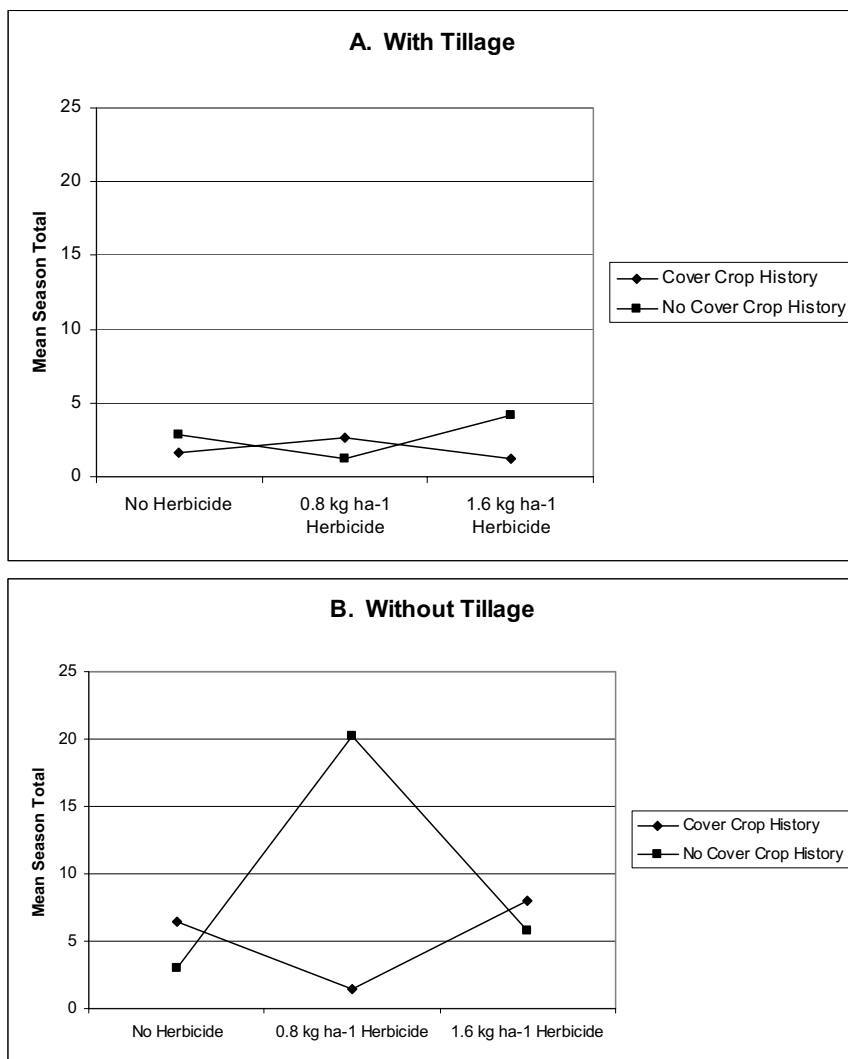 A. With Tillage
25
20
15
10
5
0
Mean Season Total
No Herbicide
0.8 kg ha-1
Herbicide
1.6 kg ha-1
Herbicide
Cover Crop History
No Cover Crop History
B. Without Tillage
25
20
15
10
5
0
Mean Season Total
No Herbicide
0.8 kg ha-1 Herbicide
1.6 kg ha-1 Herbicide
Cover Crop History
No Cover Crop History